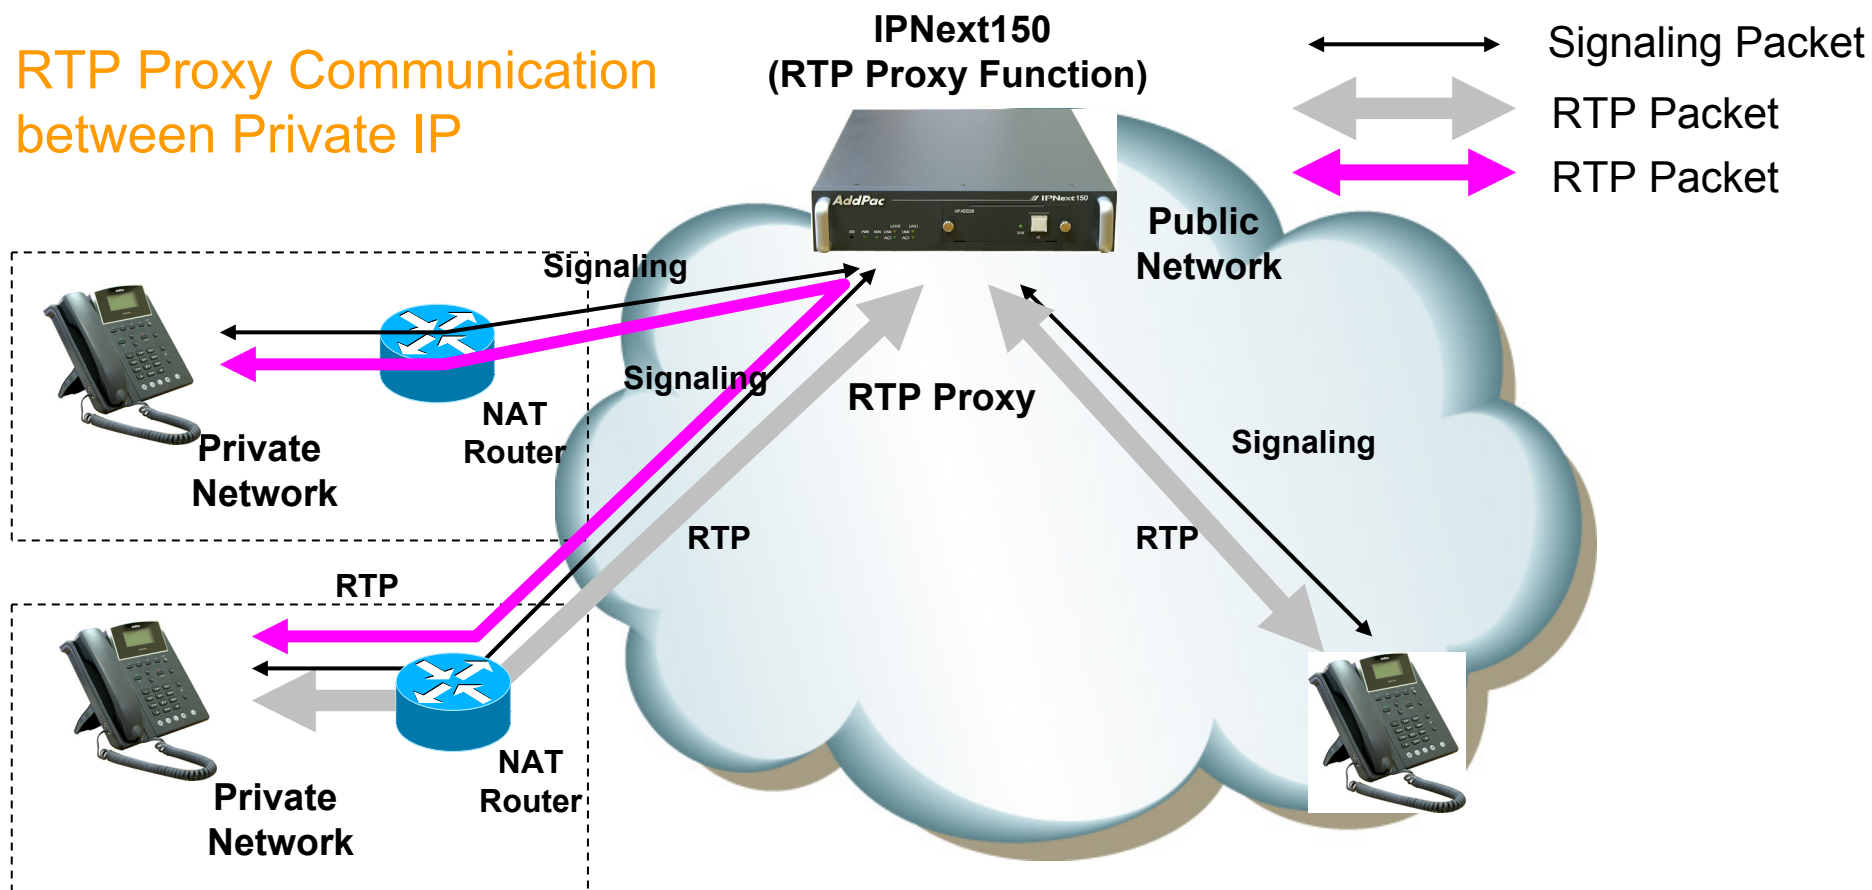 IPNext150
(RTP Proxy Function)
RTP Proxy Communication
between Private IP
Signaling Packet
RTP Packet
RTP Packet
AddPac
IPNext150
Public
Network
Signaling
Signaling
RTP Proxy
NAT
Router
Private
Network
Signaling
RTP
RTP
RTP
NAT
Router
Private
Network